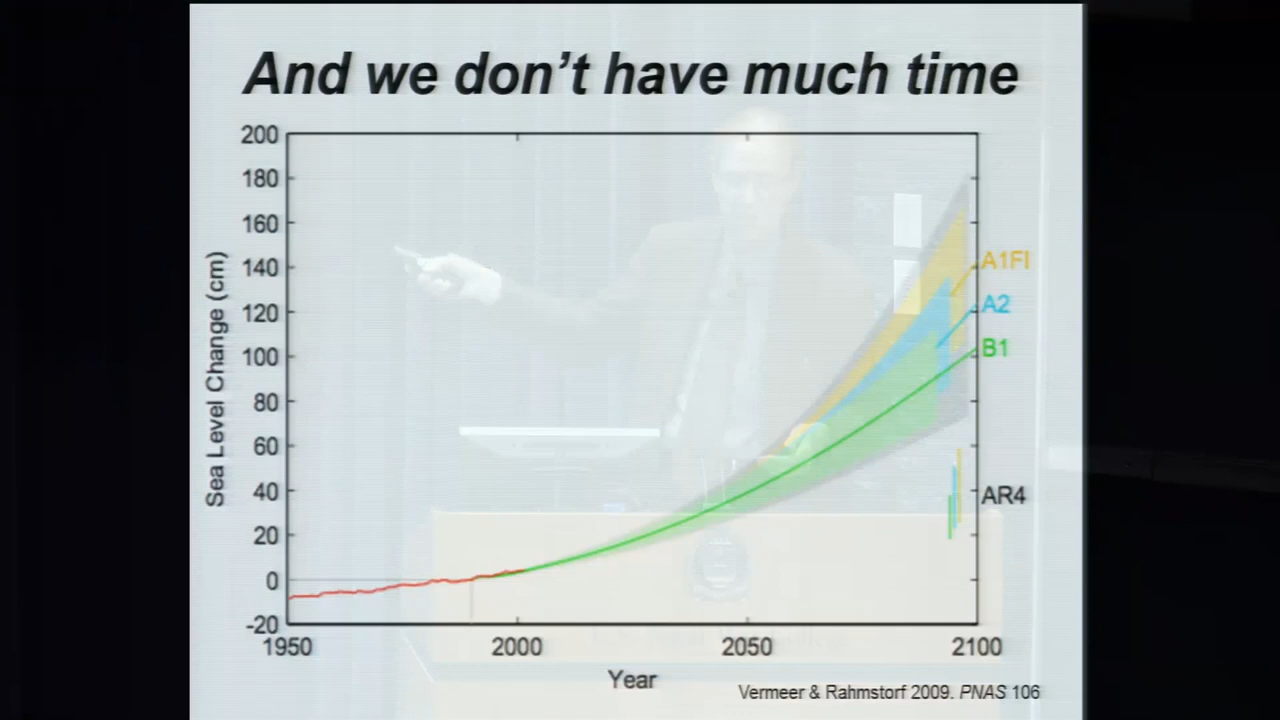 And we don't have much time
200
180
160
140
120
100
80
60
40
20
0
-20
Sea Level Change (cm)
A1FI
A2
B1
AR4
1950 2000 2050 2100
Year
Vermeer & Rahmstorf 2009. PNAS 106